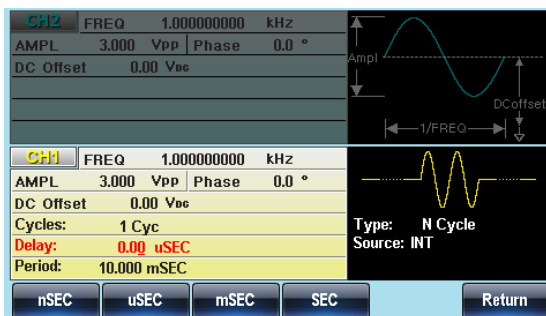 CH2 FREQ 1.000000000 kHz
AMPL 3.000 Vpp Phase 0.0 °
DC Offset 0.00 VDC
Ampl
DCoffset
1/FREQ
CH1 FREQ 1.000000000 kHz
AMPL 3.000 Vpp Phase 0.0 °
DC Offset 0.00 VDC
Cycles: 1 Cyc
Delay: 0.00 uSEC
Period: 10.000 mSEC
Type: N Cycle
Source: INT
nSEC uSEC mSEC SEC Return